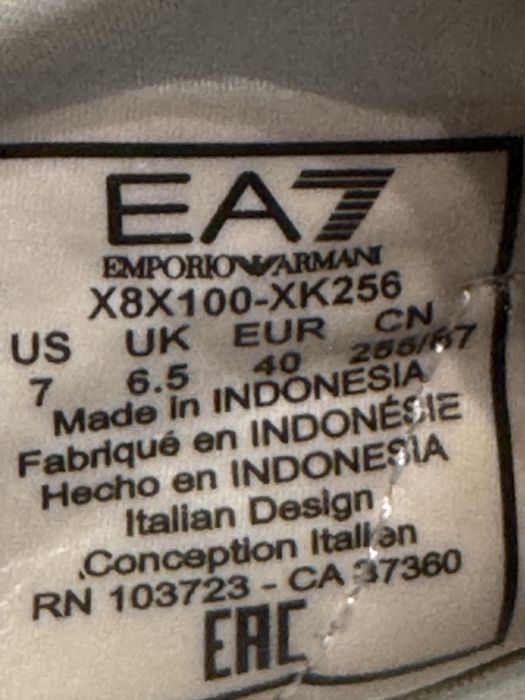 EA7
EMPORIO ARMANI
X8X100-XK256
US UK EUR CN
7 6.5 40 255/67
Made in INDONESIA
Fabriqué en INDONÉSIE
Hecho en INDONESIA
Italian Design
Conception Italien
RN 103723 - CA 37360
EAC